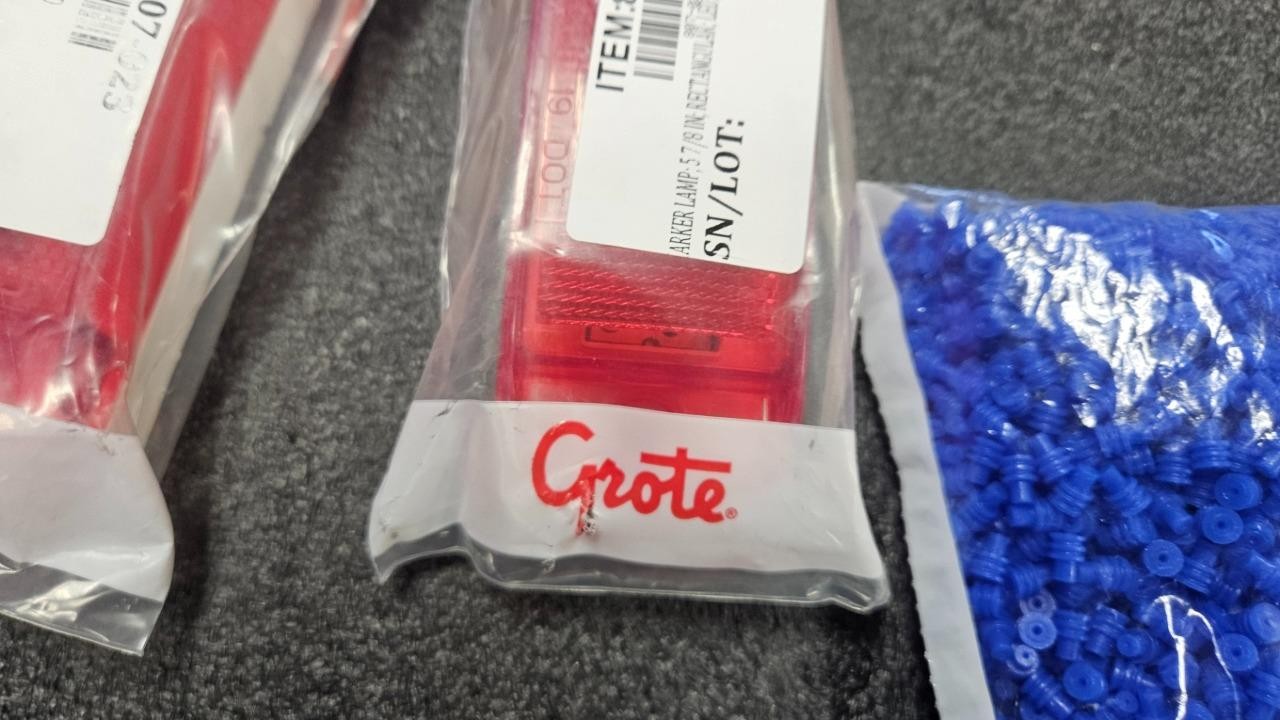 07
023
ITEM:
ARKER LAMP; 5 7/8 IN; RECTANGULAR;
SN/LOT:
19 DOT
Grote®